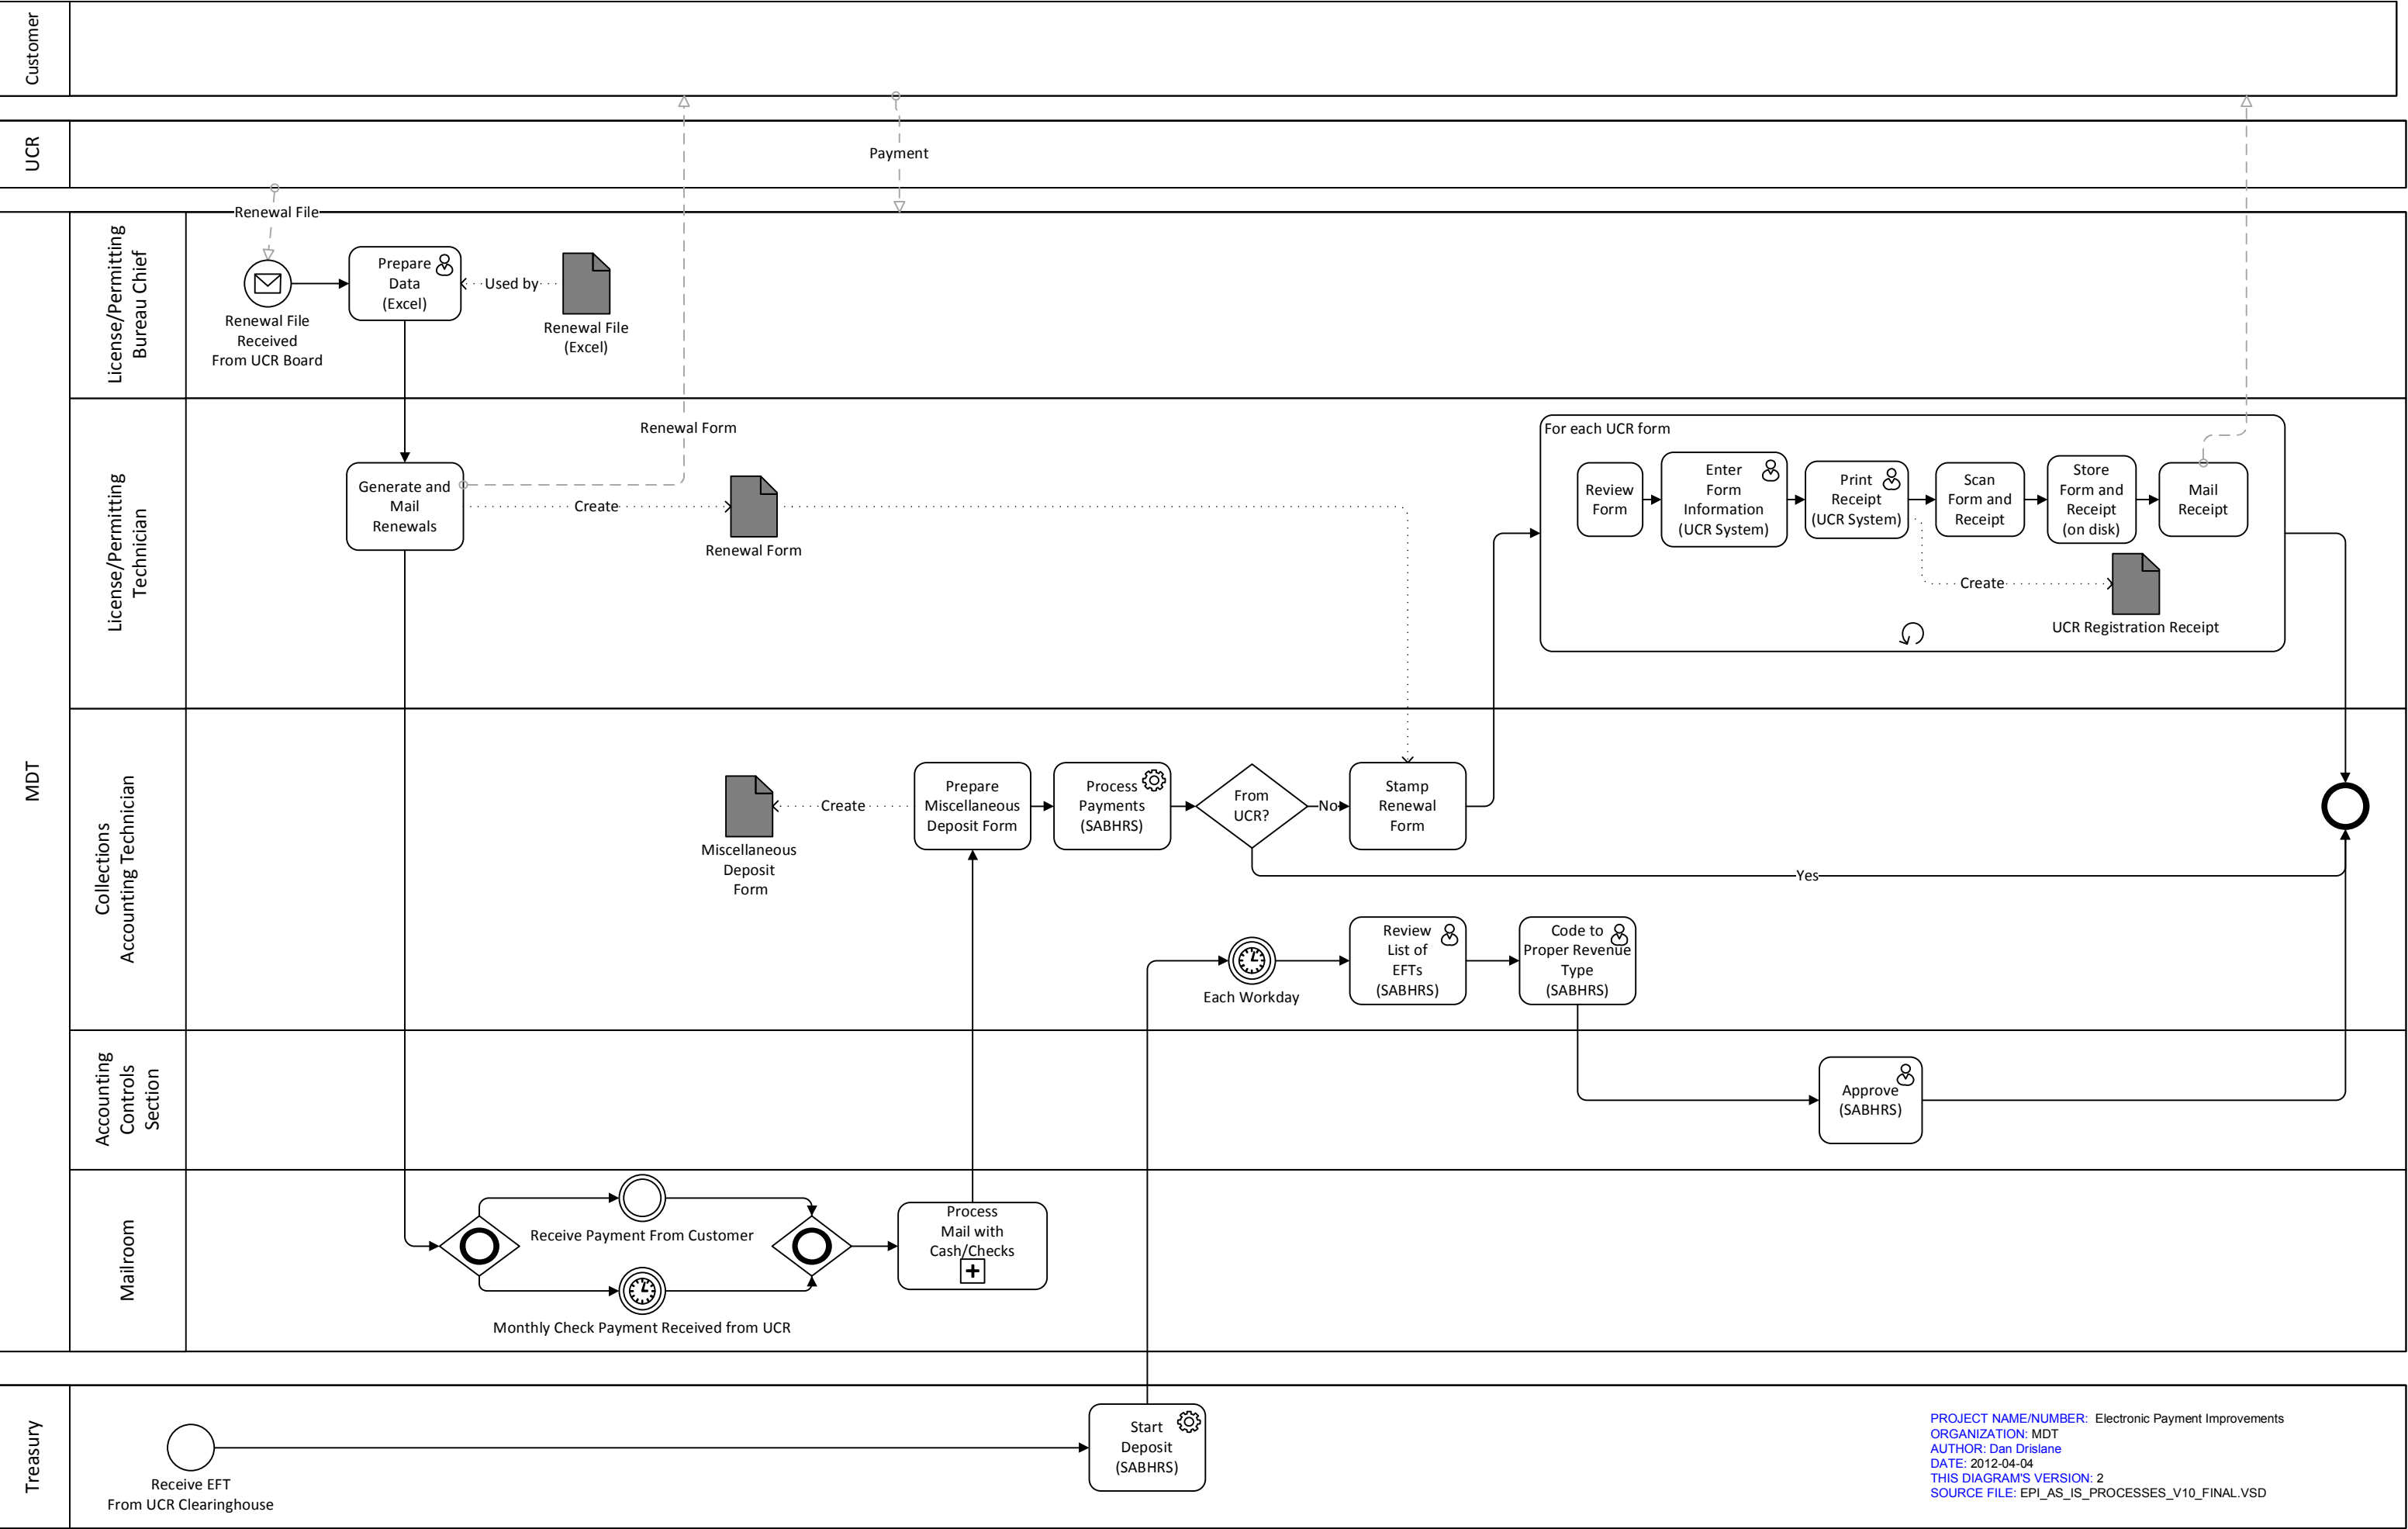 Customer
UCR
Payment
MDT
License/Permitting
Bureau Chief
Renewal File
Renewal File
Received
From UCR Board
Prepare
Data
(Excel)
Used by
Renewal File
(Excel)
License/Permitting
Technician
Generate and
Mail
Renewals
Renewal Form
Create
Renewal Form
For each UCR form
Review
Form
Enter
Form
Information
(UCR System)
Print
Receipt
(UCR System)
Scan
Form and
Receipt
Store
Form and
Receipt
(on disk)
Mail
Receipt
Create
UCR Registration Receipt
Collections
Accounting Technician
Miscellaneous
Deposit
Form
Create
Prepare
Miscellaneous
Deposit Form
Process
Payments
(SABHRS)
From
UCR?
No
Stamp
Renewal
Form
Yes
Each Workday
Review
List of
EFTs
(SABHRS)
Code to
Proper Revenue
Type
(SABHRS)
Accounting
Controls
Section
Approve
(SABHRS)
Mailroom
Receive Payment From Customer
Monthly Check Payment Received from UCR
Process
Mail with
Cash/Checks
Treasury
Receive EFT
From UCR Clearinghouse
Start
Deposit
(SABHRS)
PROJECT NAME/NUMBER: Electronic Payment Improvements
ORGANIZATION: MDT
AUTHOR: Dan Drislane
DATE: 2012-04-04
THIS DIAGRAM'S VERSION: 2
SOURCE FILE: EPI_AS_IS_PROCESSES_V10_FINAL.VSD